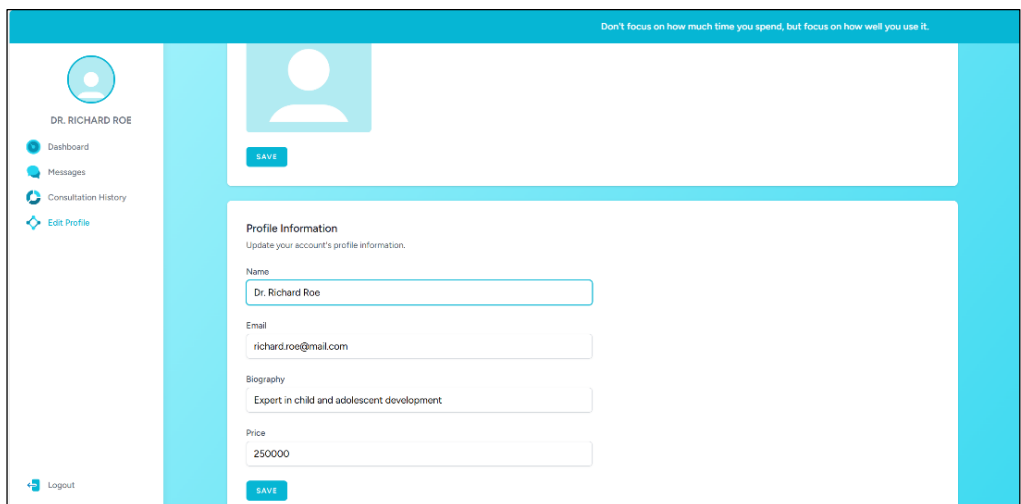 Don't focus on how much time you spend, but focus on how well you use it.
DR. RICHARD ROE
Dashboard
Messages
Consultation History
Edit Profile
Logout
SAVE
Profile Information
Update your account's profile information.
Name
Dr. Richard Roe
Email
richard.roe@mail.com
Biography
Expert in child and adolescent development
Price
250000
SAVE